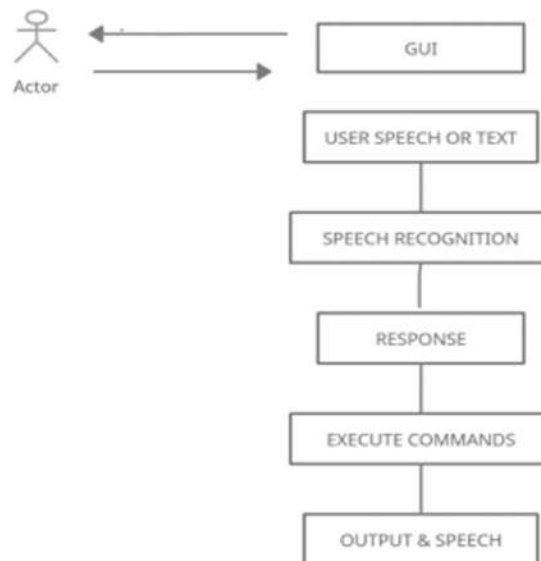 GUI
Actor
USER SPEECH OR TEXT
SPEECH RECOGNITION
RESPONSE
EXECUTE COMMANDS
OUTPUT & SPEECH